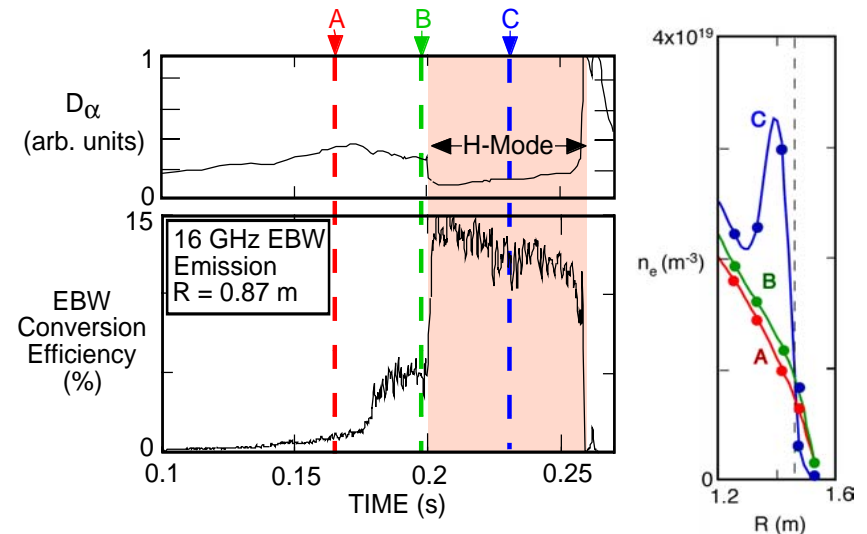 A
B
C
1
Dα
(arb. units)
0
H-Mode
15
16 GHz EBW
Emission
R = 0.87 m
EBW
Conversion
Efficiency
(%)
0
0.1
0.15
0.2
0.25
TIME (s)
4x10¹⁹
C
nₑ (m⁻³)
B
A
0
1.2
1.6
R (m)